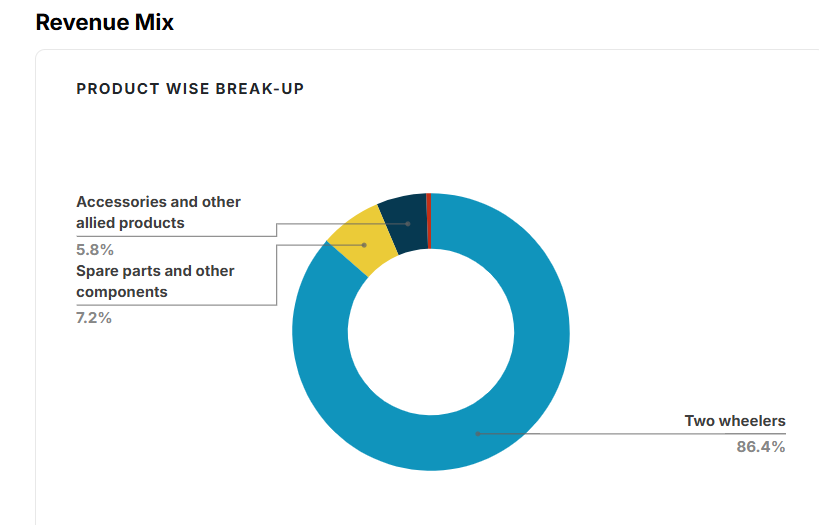 Revenue Mix
PRODUCT WISE BREAK-UP
Accessories and other
allied products
5.8%
Spare parts and other
components
7.2%
Two wheelers
86.4%